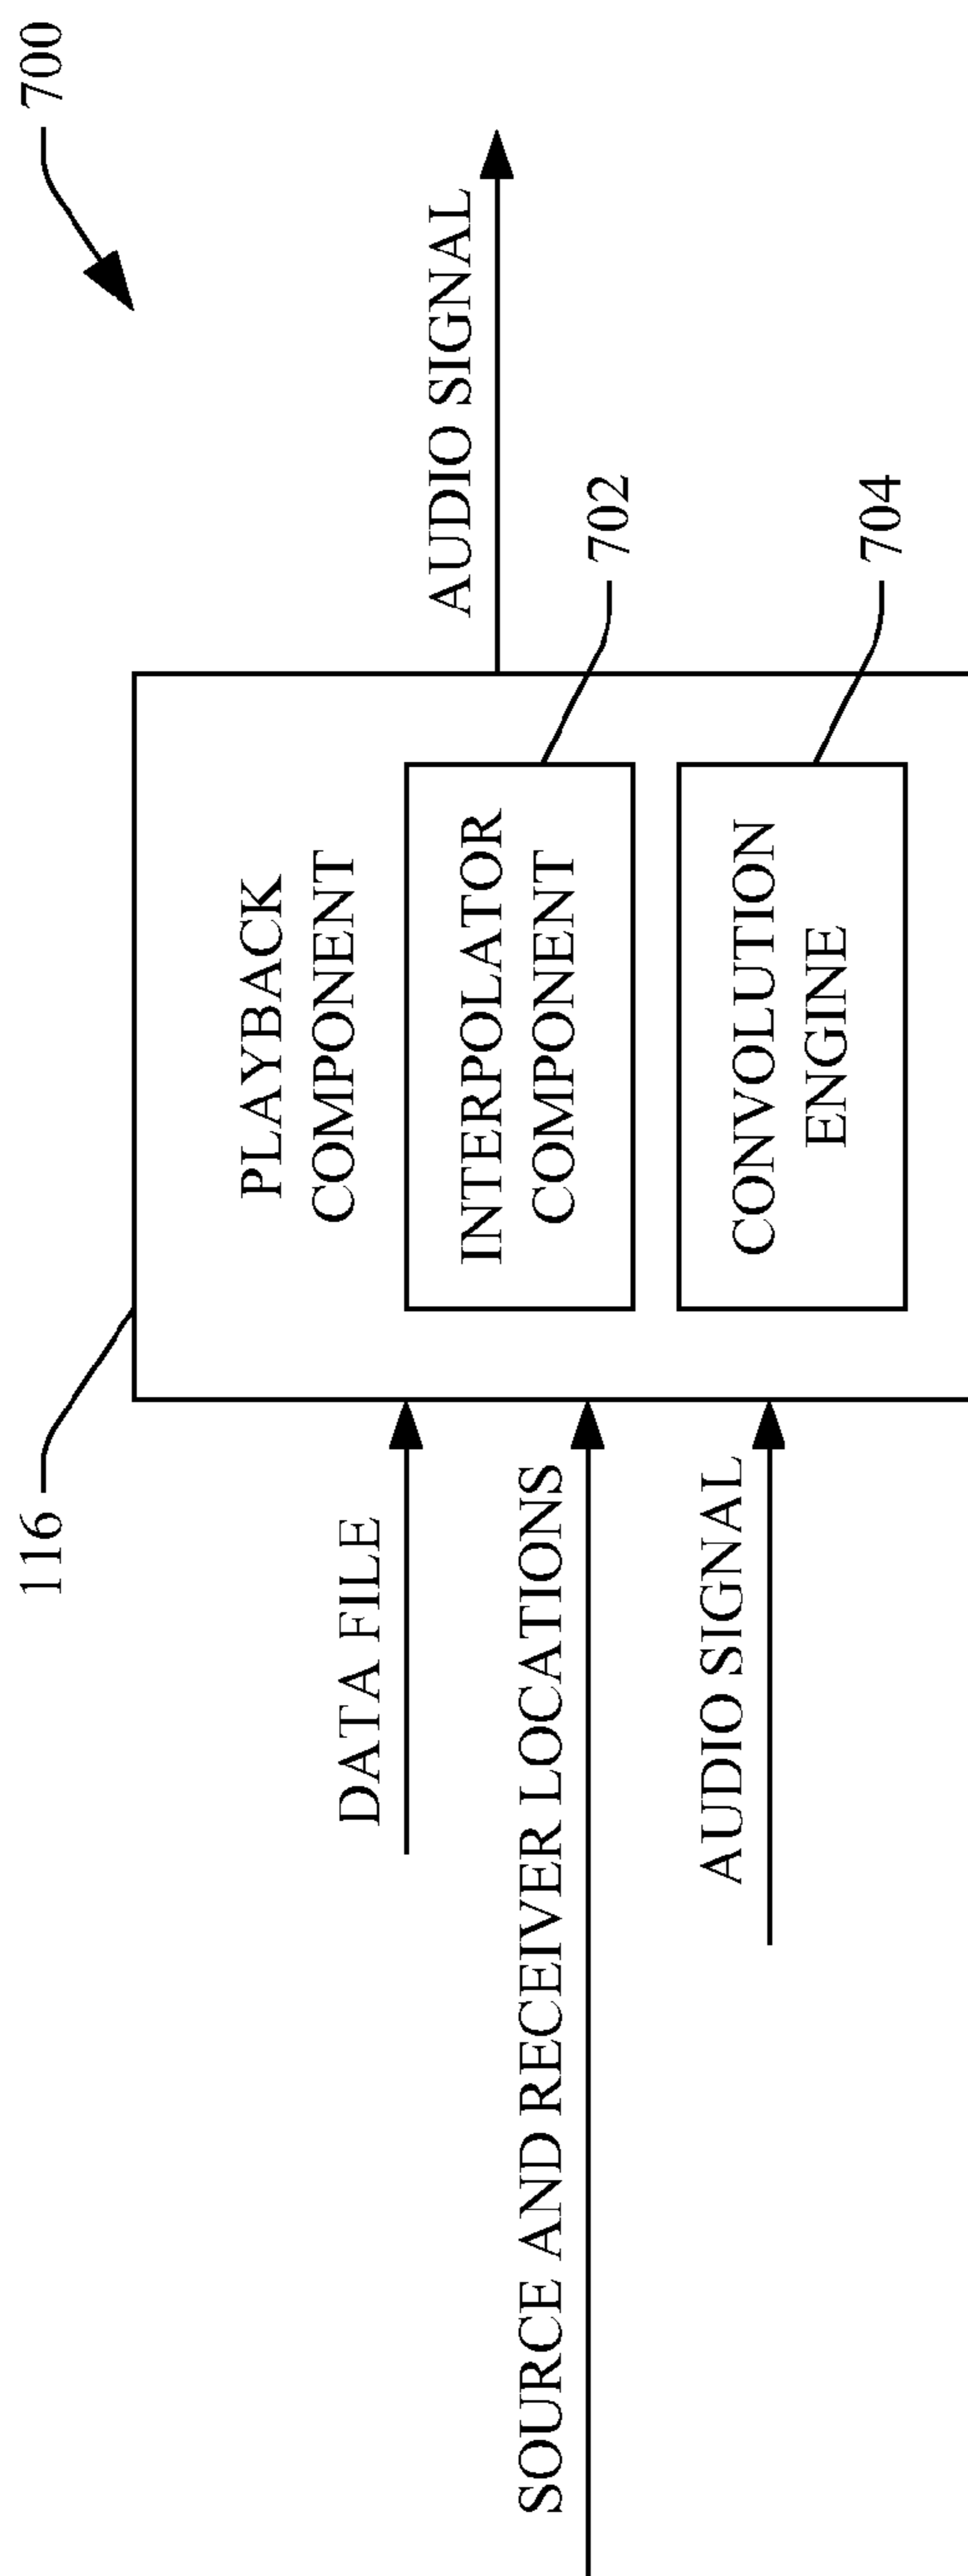 700
116
PLAYBACK
COMPONENT
DATA FILE
AUDIO SIGNAL
INTERPOLATOR
COMPONENT
SOURCE AND RECEIVER LOCATIONS
702
AUDIO SIGNAL
CONVOLUTION
ENGINE
704